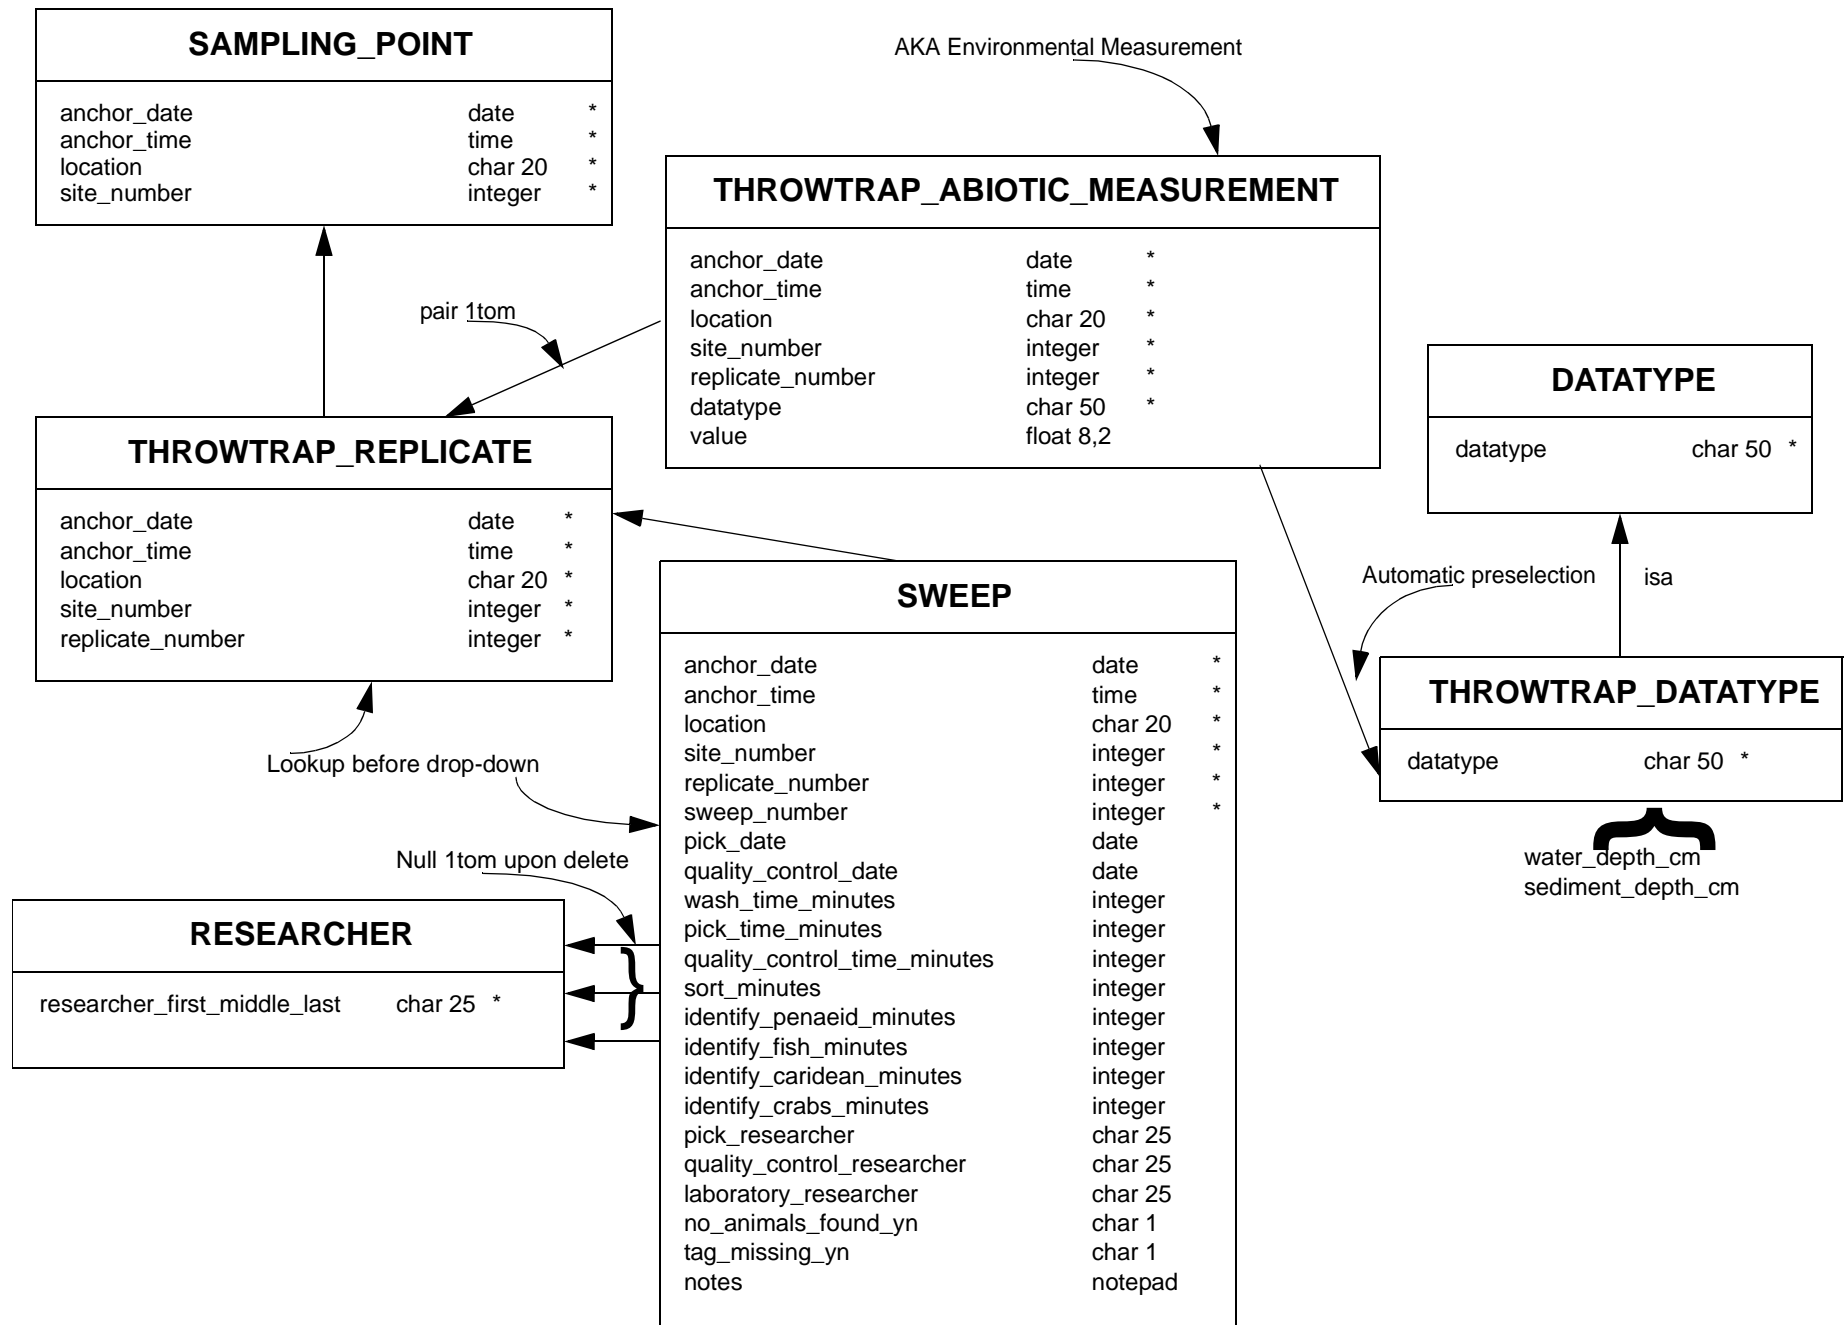 SAMPLING_POINT
anchor_date date *
anchor_time time *
location char 20 *
site_number integer *
AKA Environmental Measurement
THROWTRAP_ABIOTIC_MEASUREMENT
anchor_date date *
anchor_time time *
location char 20 *
site_number integer *
replicate_number integer *
datatype char 50 *
value float 8,2
pair 1tom
DATATYPE
datatype char 50 *
THROWTRAP_REPLICATE
anchor_date date *
anchor_time time *
location char 20 *
site_number integer *
replicate_number integer *
Automatic preselection
isa
THROWTRAP_DATATYPE
datatype char 50 *
water_depth_cm
sediment_depth_cm
Lookup before drop-down
Null 1tom upon delete
RESEARCHER
researcher_first_middle_last char 25 *
SWEEP
anchor_date date *
anchor_time time *
location char 20 *
site_number integer *
replicate_number integer *
sweep_number integer *
pick_date date
quality_control_date date
wash_time_minutes integer
pick_time_minutes integer
quality_control_time_minutes integer
sort_minutes integer
identify_penaeid_minutes integer
identify_fish_minutes integer
identify_caridean_minutes integer
identify_crabs_minutes integer
pick_researcher char 25
quality_control_researcher char 25
laboratory_researcher char 25
no_animals_found_yn char 1
tag_missing_yn char 1
notes notepad